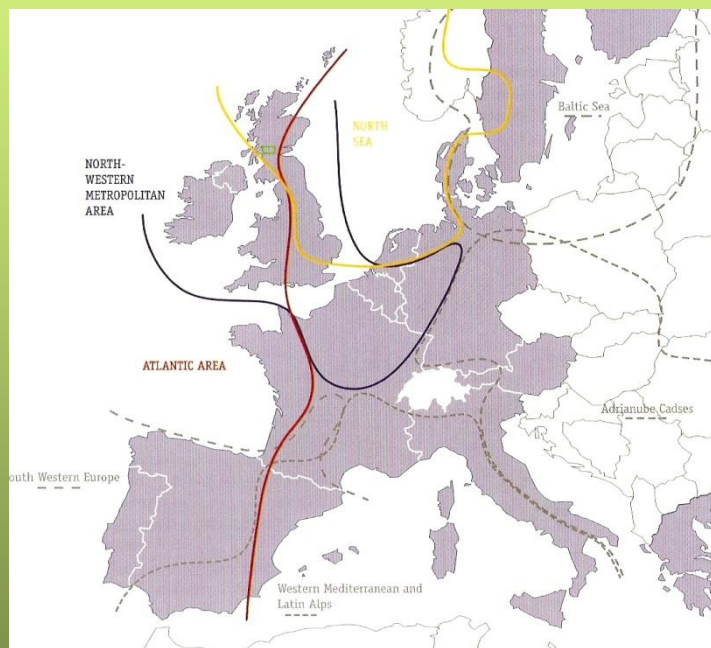 Baltic Sea
NORTH
SEA
NORTH-
WESTERN
METROPOLITAN
AREA
ATLANTIC AREA
Adrianube Cadses
outh Western Europe
Western Mediterranean and
Latin Alps